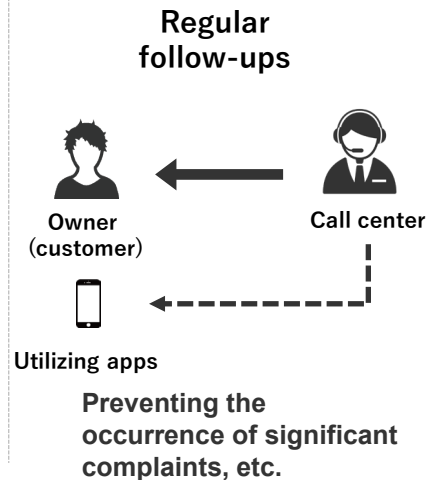 Regular
follow-ups
Owner
(customer)
Call center
Utilizing apps
Preventing the
occurrence of significant
complaints, etc.